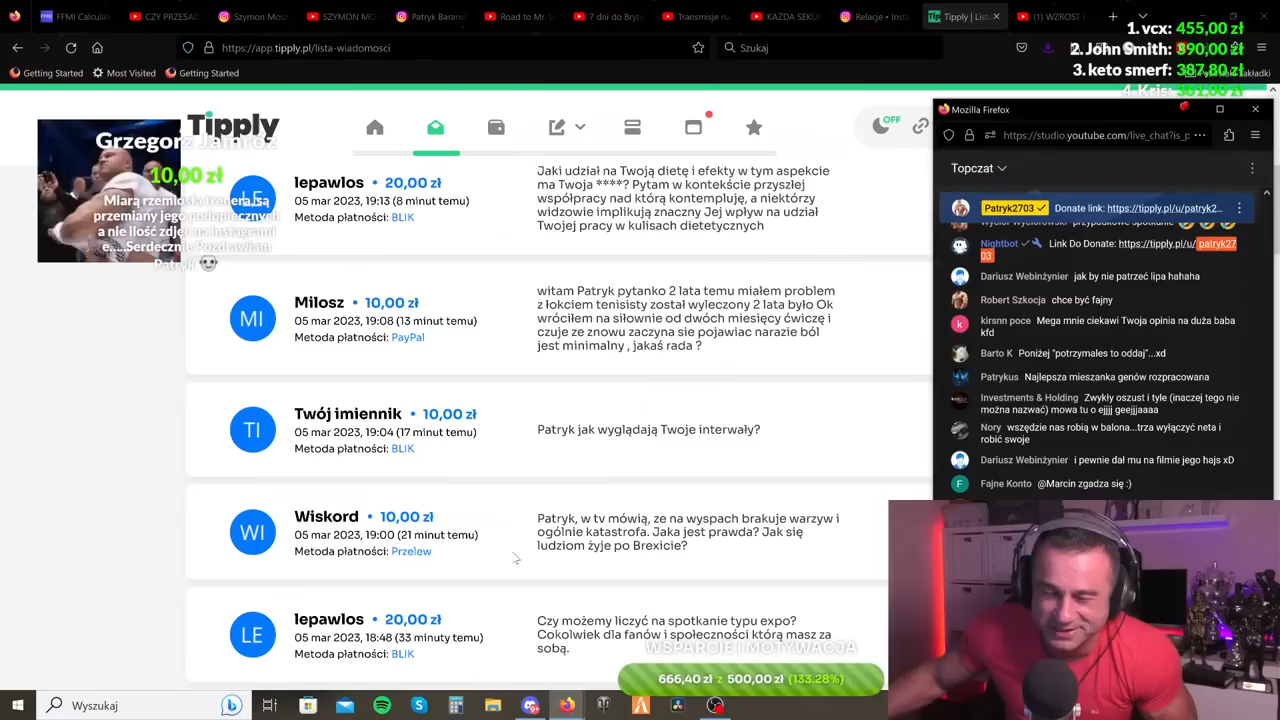 FFMI Calcul
CZY PRZESAD
Szymon Mosz
SZYMON MO
Patryk Barans
Road to Mr.
7 dni do Bryty
Transmisje na
KAŻDA SEKU
Relacje • Inst
Tipply | Lista
(1) WZROST
https://app.tipply.pl/lista-wiadomosci
Szukaj
Getting Started
Most Visited
Getting Started
1. vcx: 455,00 zł
2. John Smith: 390,00 zł
3. keto smerf: 387,80 zł
4. Kris: 361,00 zł
Tipply
OFF
Grzegorz Jamroz
10,00 zł
Miarą rzemiosła trenera, są
przemiany jego podopiecznych
a nie ilość zdjęć na instagrami
e.....Serdecznie Pozdrawiam
Patryk
LE
lepawlos • 20,00 zł
05 mar 2023, 19:13 (8 minut temu)
Metoda płatności: BLIK
Jaki udział na Twoją dietę i efekty w tym aspekcie
ma Twoja ****? Pytam w kontekście przyszłej
współpracy nad którą kontempluję, a niektórzy
widzowie implikują znaczny Jej wpływ na udział
Twojej pracy w kulisach dietetycznych
MI
Milosz • 10,00 zł
05 mar 2023, 19:08 (13 minut temu)
Metoda płatności: PayPal
witam Patryk pytanko 2 lata temu miałem problem
z łokciem tenisisty został wyleczony 2 lata było Ok
wróciłem na siłownie od dwóch miesięcy ćwiczę i
czuje ze znowu zaczyna sie pojawiac narazie ból
jest minimalny , jakaś rada ?
TI
Twój imiennik • 10,00 zł
05 mar 2023, 19:04 (17 minut temu)
Metoda płatności: BLIK
Patryk jak wyglądają Twoje interwały?
WI
Wiskord • 10,00 zł
05 mar 2023, 19:00 (21 minut temu)
Metoda płatności: Przelew
Patryk, w tv mówią, ze na wyspach brakuje warzyw i
ogólnie katastrofa. Jaka jest prawda? Jak się
ludziom żyje po Brexicie?
LE
lepawlos • 20,00 zł
05 mar 2023, 18:48 (33 minuty temu)
Metoda płatności: BLIK
Czy możemy liczyć na spotkanie typu expo?
Cokolwiek dla fanów i społeczności którą masz za
sobą.
WSPARCIE I MOTYWACJA
666,40 zł z 500,00 zł (133.28%)
Mozilla Firefox
https://studio.youtube.com/live_chat?is_p
Topczat
Patryk2703 Donate link: https://tipply.pl/u/patryk2...
Nightbot Link Do Donate: https://tipply.pl/u/patryk27
03
Dariusz Webinżynier jak by nie patrzeć lipa hahaha
Robert Szkocja chce być fajny
k
kirsnn poce Mega mnie ciekawi Twoja opinia na duża baba
kfd
Barto K Poniżej "potrzymales to oddaj"...xd
Patrykus Najlepsza mieszanka genów rozpracowana
Investments & Holding Zwykły oszust i tyle (inaczej tego nie
można nazwać) mowa tu o ejjjj geejjjaaaa
Nory wszędzie nas robią w balona...trza wyłączyć neta i
robić swoje
Dariusz Webinżynier i pewnie dał mu na filmie jego hajs xD
F
Fajne Konto @Marcin zgadza się :)
Wyszukaj